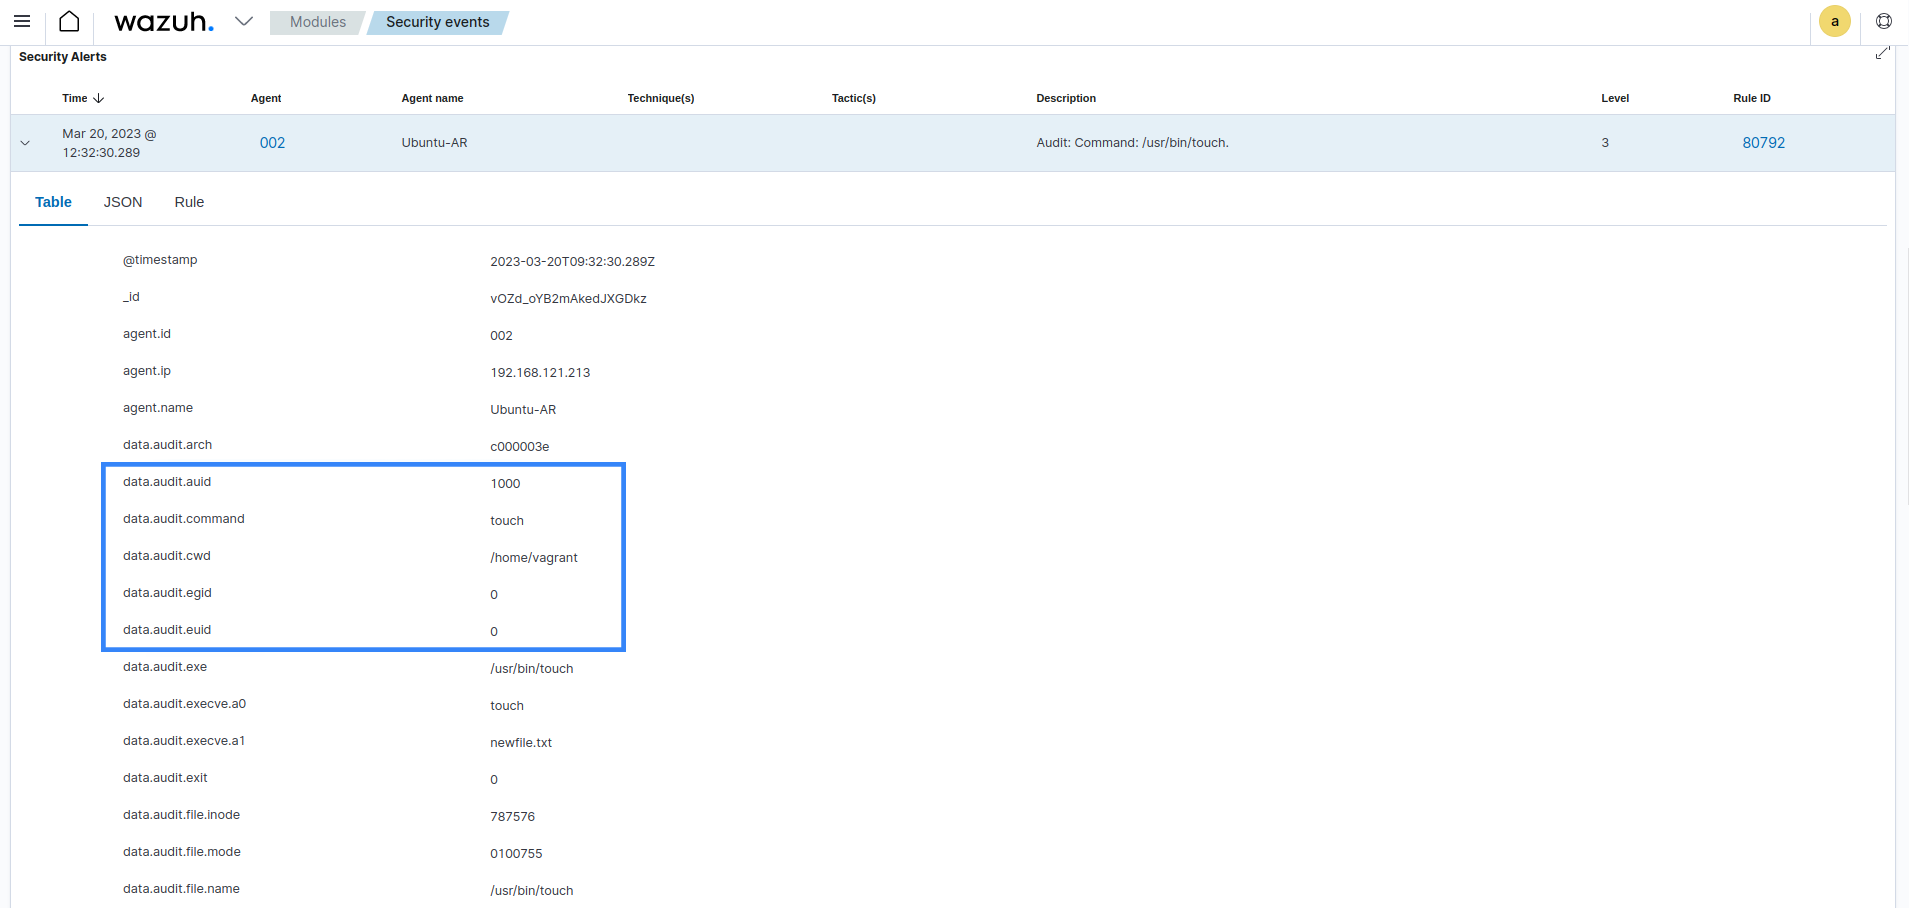 wazuh. Modules Security events a
Security Alerts
Time Agent Agent name Technique(s) Tactic(s) Description Level Rule ID
Mar 20, 2023 @
12:32:30.289 002 Ubuntu-AR Audit: Command: /usr/bin/touch. 3 80792
Table JSON Rule
@timestamp 2023-03-20T09:32:30.289Z
_id vOZd_oYB2mAkedJXGDkz
agent.id 002
agent.ip 192.168.121.213
agent.name Ubuntu-AR
data.audit.arch c000003e
data.audit.auid 1000
data.audit.command touch
data.audit.cwd /home/vagrant
data.audit.egid 0
data.audit.euid 0
data.audit.exe /usr/bin/touch
data.audit.execve.a0 touch
data.audit.execve.a1 newfile.txt
data.audit.exit 0
data.audit.file.inode 787576
data.audit.file.mode 0100755
data.audit.file.name /usr/bin/touch